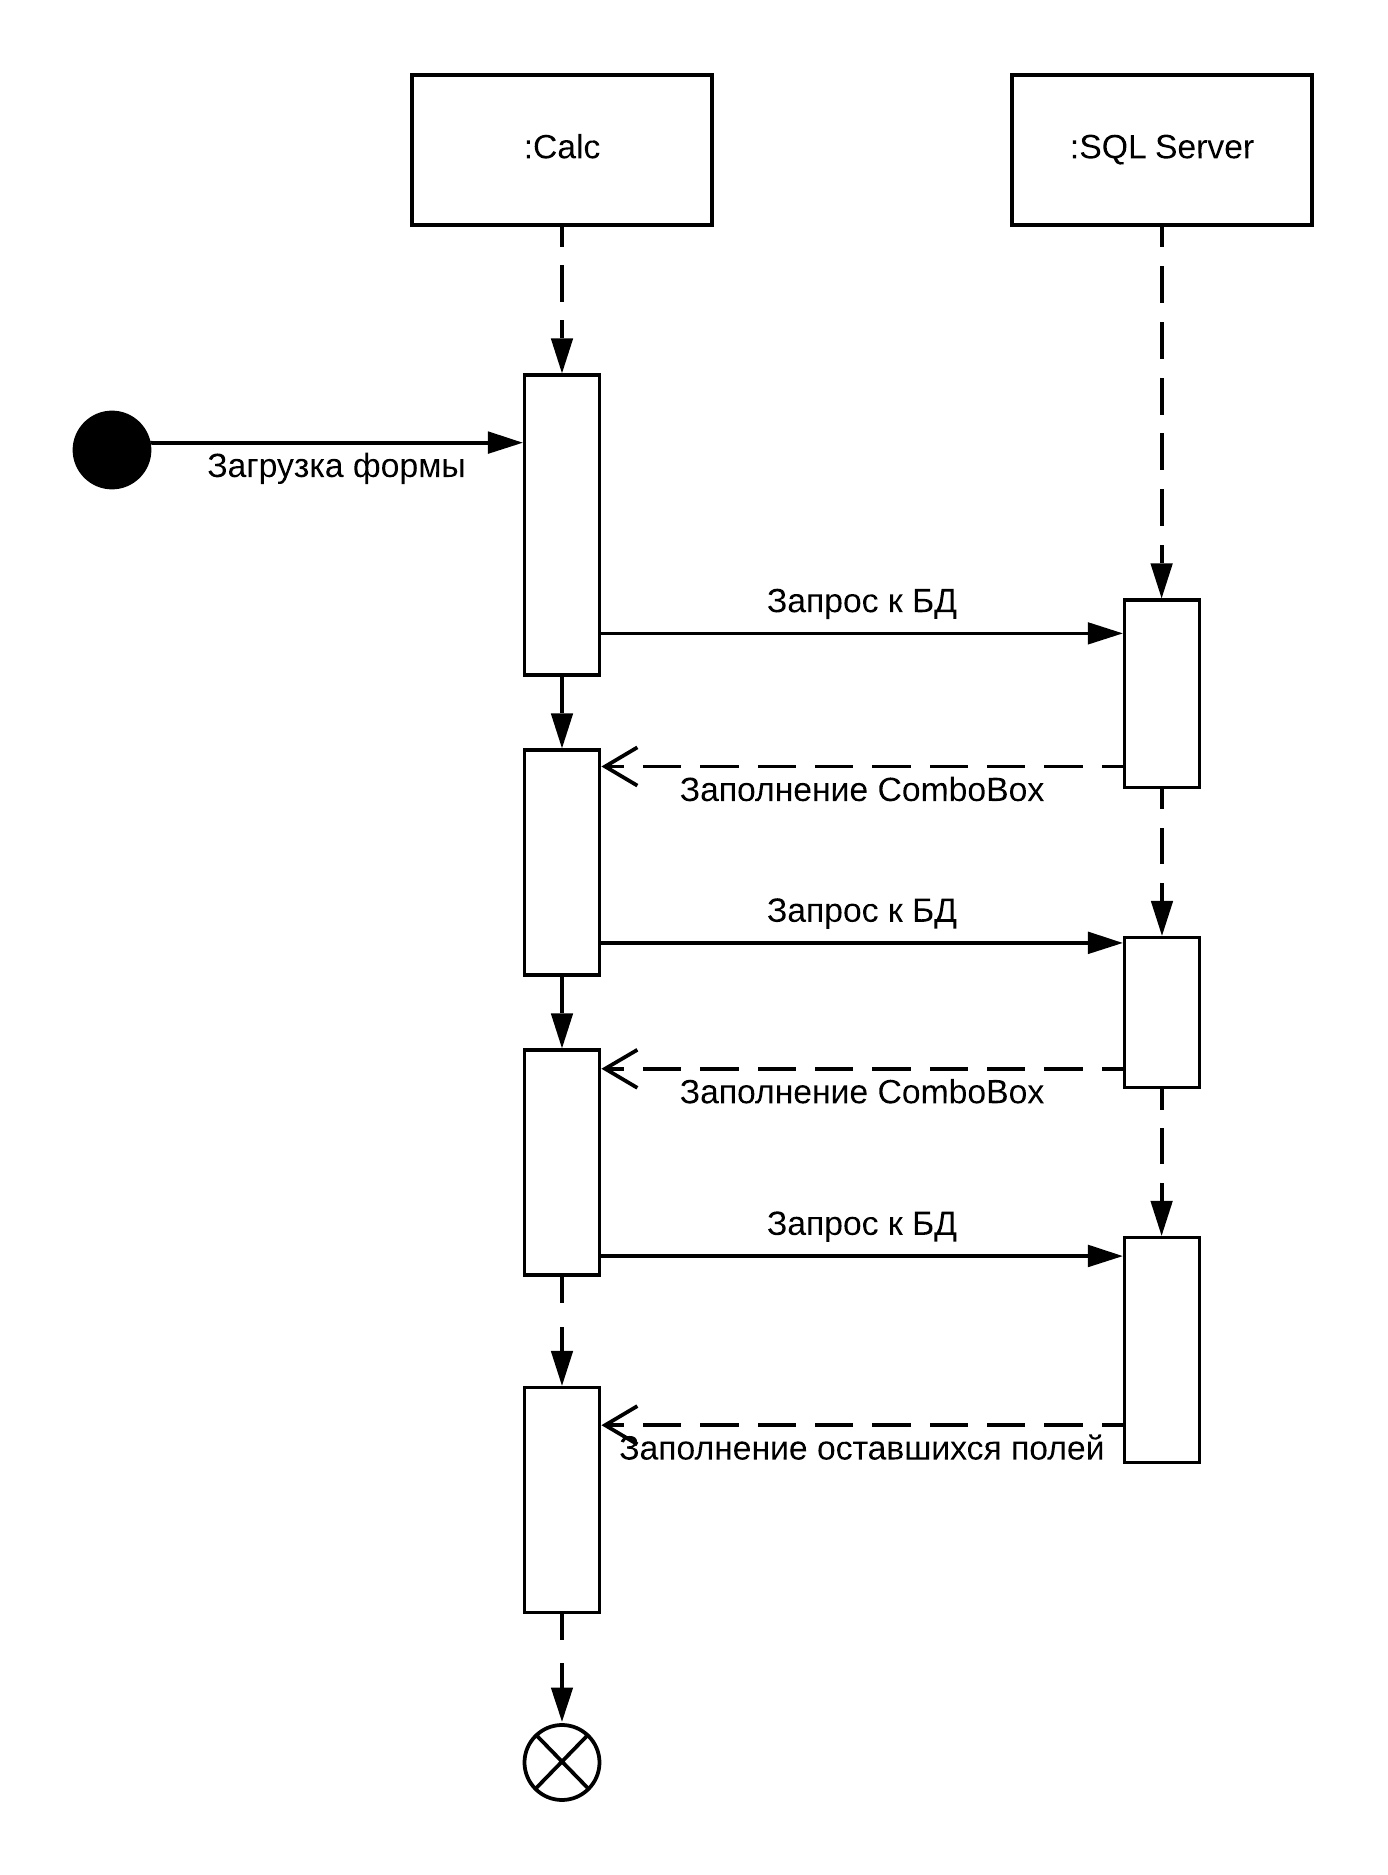 :Calc
:SQL Server
Загрузка формы
Запрос к БД
Заполнение ComboBox
Запрос к БД
Заполнение ComboBox
Запрос к БД
Заполнение оставшихся полей